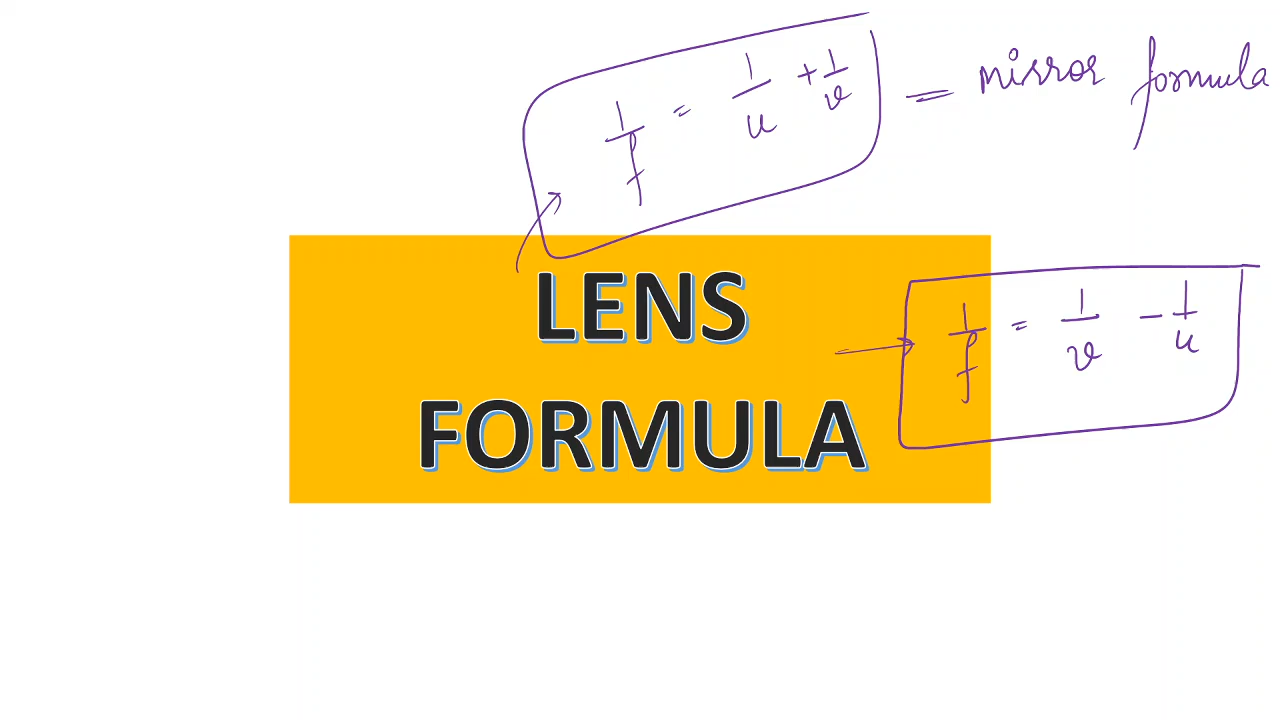 1/f = 1/u + 1/v = mirror formula
LENS
FORMULA
1/f = 1/v - 1/u